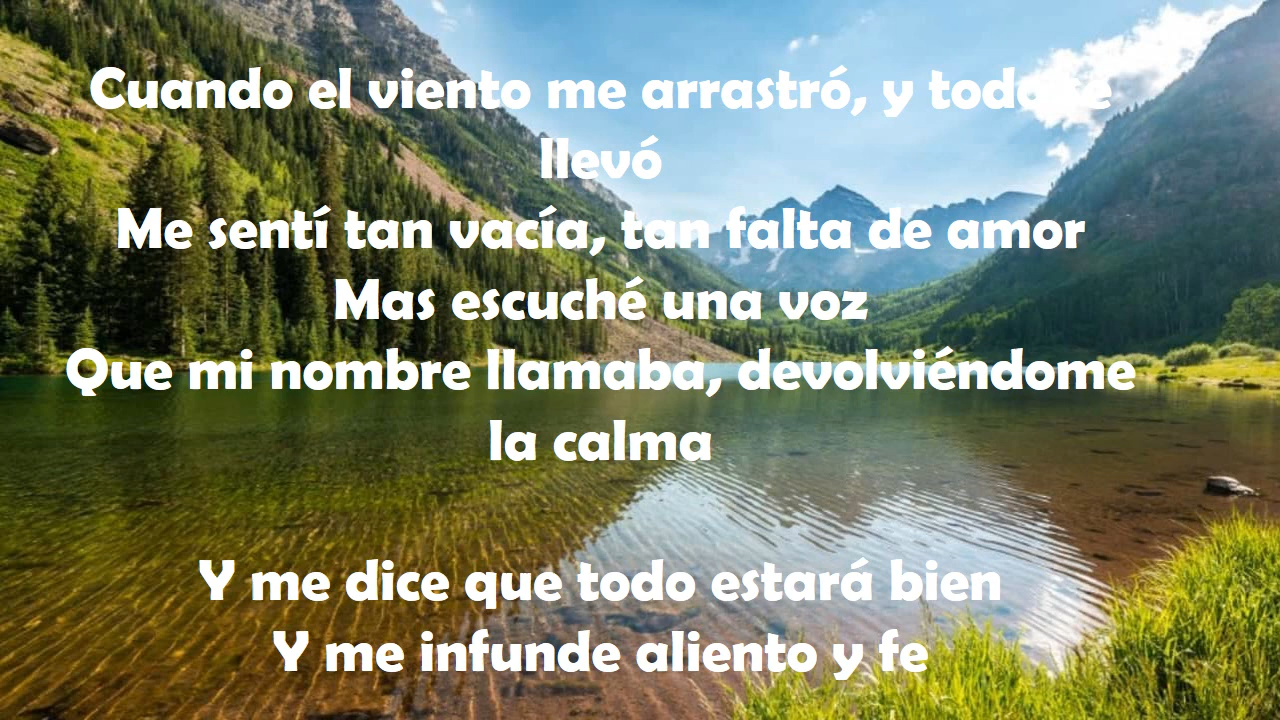 Cuando el viento me arrastró, y todo se
llevó
Me sentí tan vacía, tan falta de amor
Mas escuché una voz
Que mi nombre llamaba, devolviéndome
la calma
Y me dice que todo estará bien
Y me infunde aliento y fe